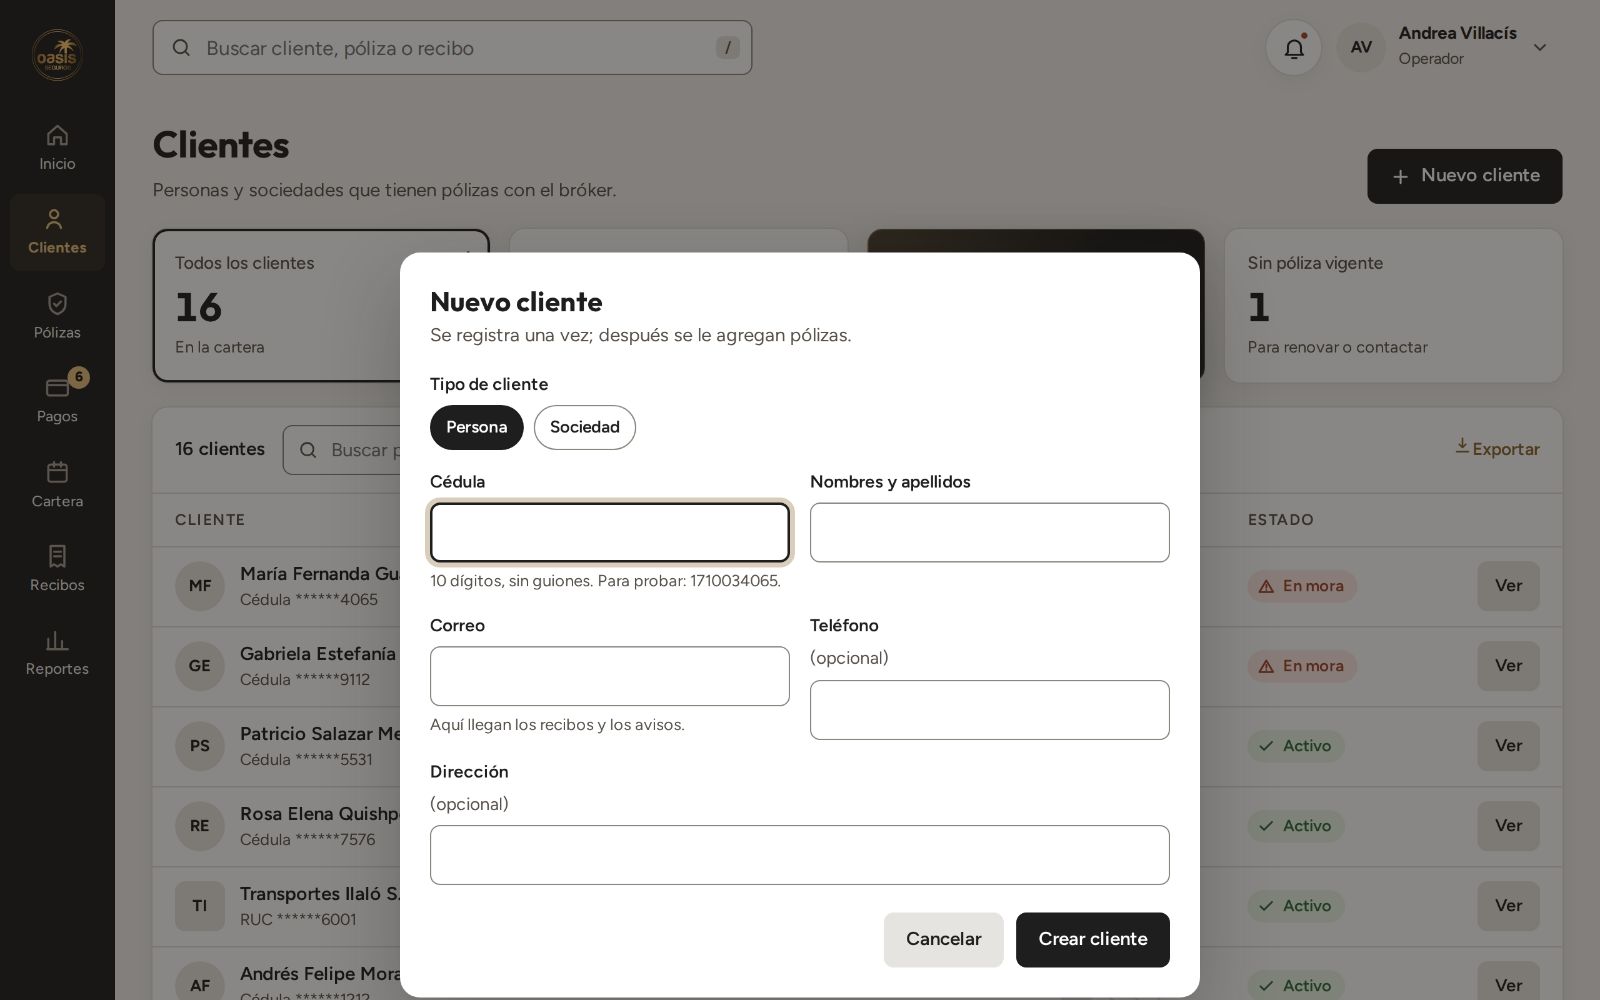 oasis
SEGUROS
Inicio
Clientes
Pólizas
6
Pagos
Cartera
Recibos
Reportes
Buscar cliente, póliza o recibo
/
AV
Andrea Villacís
Operador
Clientes
Personas y sociedades que tienen pólizas con el bróker.
+ Nuevo cliente
Todos los clientes
16
En la cartera
Sin póliza vigente
1
Para renovar o contactar
16 clientes
Buscar
Exportar
CLIENTE
ESTADO
MF
María Fernanda
Cédula ******4065
En mora
Ver
GE
Gabriela Estefanía
Cédula ******9112
En mora
Ver
PS
Patricio Salazar
Cédula ******5531
Activo
Ver
RE
Rosa Elena Quishp
Cédula ******7576
Activo
Ver
TI
Transportes Ilaló S.
RUC ******6001
Activo
Ver
AF
Andrés Felipe Mora
Cédula ******1212
Activo
Ver
Nuevo cliente
Se registra una vez; después se le agregan pólizas.
Tipo de cliente
Persona
Sociedad
Cédula
10 dígitos, sin guiones. Para probar: 1710034065.
Nombres y apellidos
Correo
Aquí llegan los recibos y los avisos.
Teléfono
(opcional)
Dirección
(opcional)
Cancelar
Crear cliente